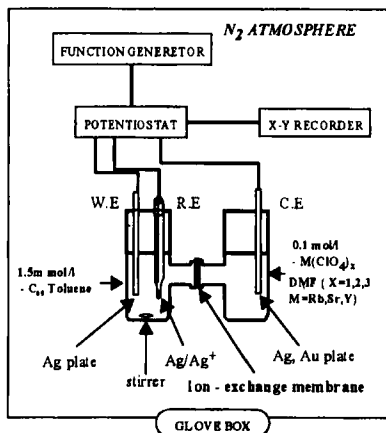 N2 ATMOSPHERE
FUNCTION GENERETOR
POTENTIOSTAT
X-Y RECORDER
W.E
R.E
C.E
1.5m mol/l
- C60 Toluene
0.1 mol/l
- M(ClO4)x
DMF ( X=1,2,3
M=Rb,Sr,Y)
Ag plate
Ag/Ag+
Ag, Au plate
stirrer
Ion - exchange membrane
GLOVE BOX